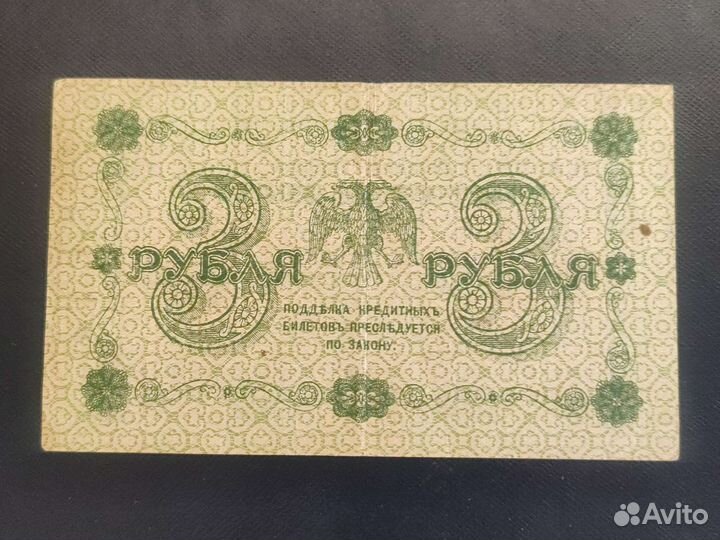 3 3
РУБЛЯ РУБЛЯ
ПОДДѢЛКА КРЕДИТНЫХЪ
БИЛЕТОВЪ ПРЕСЛѢДУЕТСЯ
ПО ЗАКОНУ.
Avito